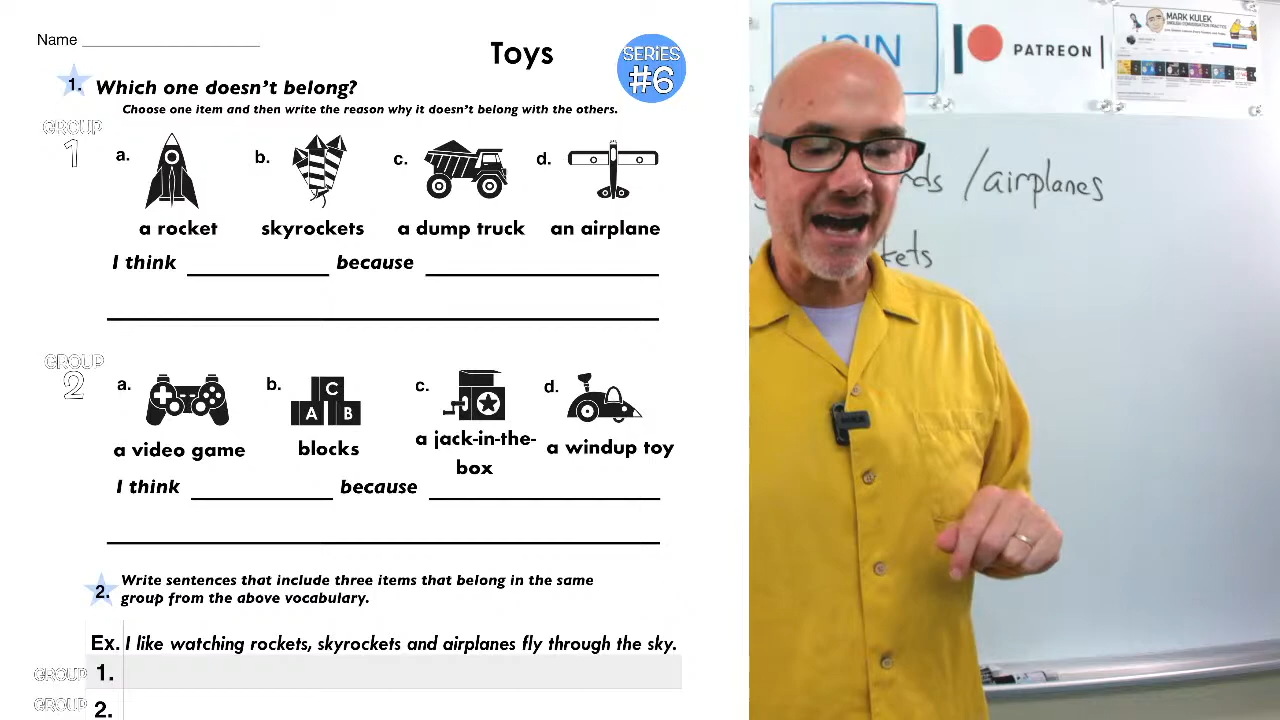 Name
Toys
SERIES
#6
1. Which one doesn't belong?
Choose one item and then write the reason why it doesn't belong with the others.
GROUP
1
a. b. c. d.
a rocket skyrockets a dump truck an airplane
I think because
GROUP
2
a. b. c. d.
C
A B
a video game blocks a jack-in-the-box a windup toy
I think because
2. Write sentences that include three items that belong in the same
group from the above vocabulary.
Ex. I like watching rockets, skyrockets and airplanes fly through the sky.
GROUP 1.
GROUP 2.
JOIN
PATREON
MARK KULEK
/airplanes